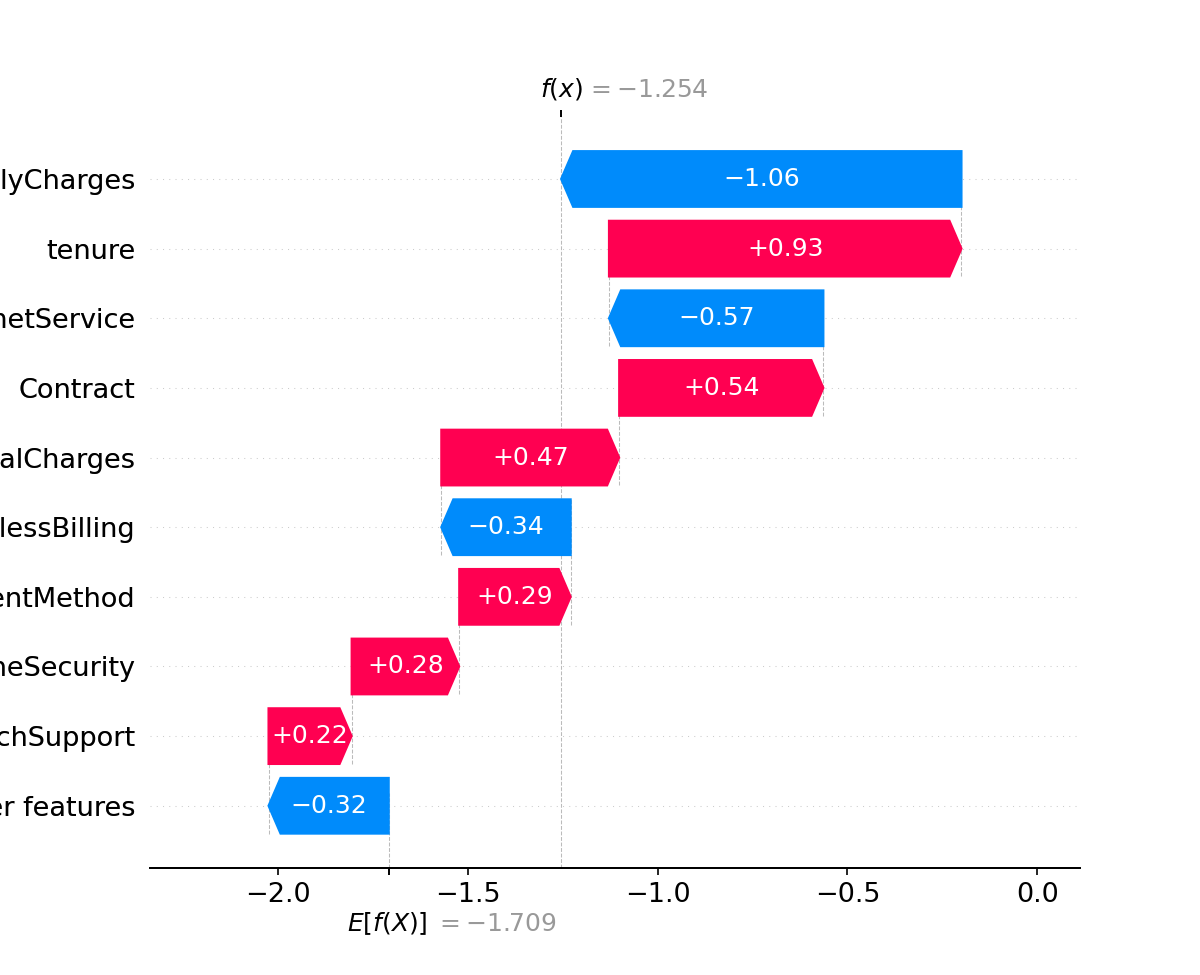 f(x) = −1.254
lyCharges −1.06
tenure +0.93
netService −0.57
Contract +0.54
alCharges +0.47
lessBilling −0.34
entMethod +0.29
neSecurity +0.28
chSupport +0.22
er features −0.32
−2.0 −1.5 −1.0 −0.5 0.0
E[f(X)] = −1.709